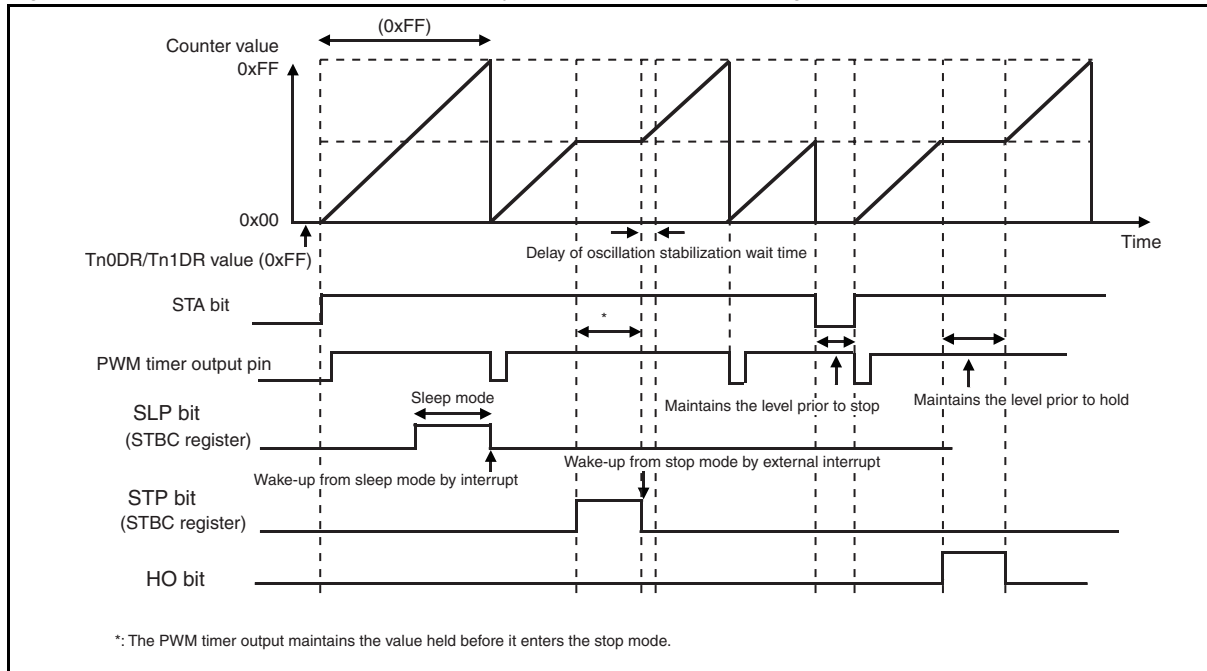 (0xFF)
Counter value
0xFF
0x00
Time
Delay of oscillation stabilization wait time
Tn0DR/Tn1DR value (0xFF)
STA bit
*
PWM timer output pin
Maintains the level prior to stop
Maintains the level prior to hold
Sleep mode
SLP bit
(STBC register)
Wake-up from sleep mode by interrupt
Wake-up from stop mode by external interrupt
STP bit
(STBC register)
HO bit
*: The PWM timer output maintains the value held before it enters the stop mode.